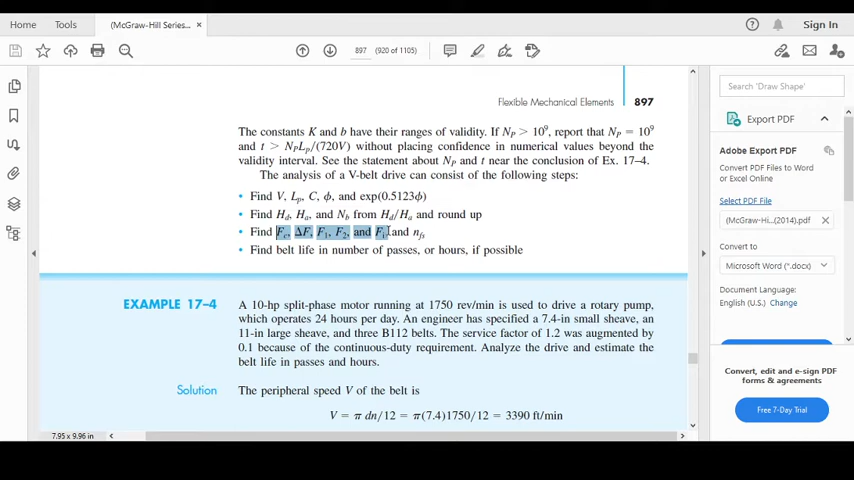 Home
Tools
(McGraw-Hill Series... ×
Sign In
897
(920 of 1105)
Flexible Mechanical Elements 897
The constants K and b have their ranges of validity. If N_P > 10^9, report that N_P = 10^9
and t > N_P L_p/(720V) without placing confidence in numerical values beyond the
validity interval. See the statement about N_P and t near the conclusion of Ex. 17–4.
The analysis of a V-belt drive can consist of the following steps:
• Find V, L_p, C, ϕ, and exp(0.5123ϕ)
• Find H_d, H_a, and N_b from H_d/H_a and round up
• Find F_c, ΔF, F_1, F_2, and F_i, and n_fs
• Find belt life in number of passes, or hours, if possible
EXAMPLE 17–4
A 10-hp split-phase motor running at 1750 rev/min is used to drive a rotary pump,
which operates 24 hours per day. An engineer has specified a 7.4-in small sheave, an
11-in large sheave, and three B112 belts. The service factor of 1.2 was augmented by
0.1 because of the continuous-duty requirement. Analyze the drive and estimate the
belt life in passes and hours.
Solution
The peripheral speed V of the belt is
V = π dn/12 = π(7.4)1750/12 = 3390 ft/min
7.95 x 9.96 in
Search 'Draw Shape'
Export PDF
Adobe Export PDF
Convert PDF Files to Word
or Excel Online
Select PDF File
(McGraw-Hi...(2014).pdf ×
Convert to
Microsoft Word (*.docx)
Document Language:
English (U.S.) Change
Convert, edit and e-sign PDF
forms & agreements
Free 7-Day Trial